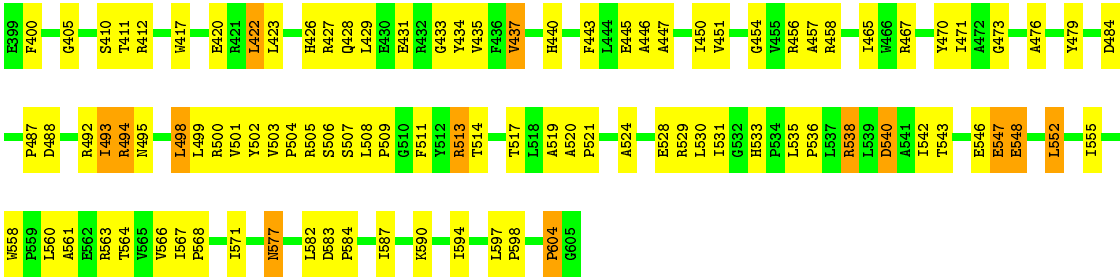 E399 F400 G405 S410 T411 R412 W417 E420 R421 L422 L423 H426 R427 Q428 L429 E430 E431 R432 G433 Y434 V435 F436 V437 H440 F443 L444 E445 A446 A447 I450 V451 G454 V455 R456 A457 R458 I465 W466 R467 Y470 I471 A472 G473 A476 Y479 D484
P487 D488 R492 I493 R494 N495 L498 L499 R500 V501 Y502 V503 P504 R505 S506 S507 L508 P509 G510 F511 Y512 R513 T514 T517 L518 A519 A520 P521 A524 E528 R529 L530 I531 G532 H533 P534 L535 P536 L537 R538 L539 D540 A541 I542 T543 E546 E547 E548 L552 I555
W558 P559 L560 A561 E562 R563 T564 V565 V566 I567 P568 I571 N577 L582 D583 P584 I587 K590 I594 L597 P598 P604 G605